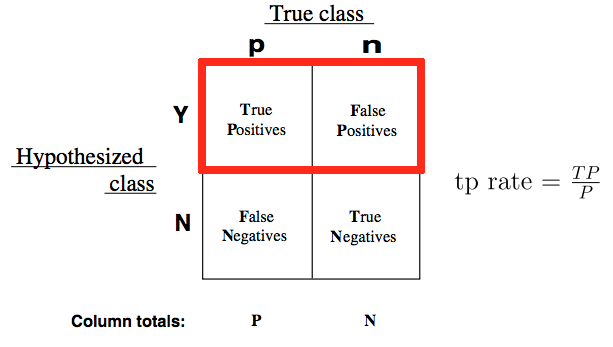 True class
p n
Y
True
Positives
False
Positives
Hypothesized
class
tp rate = TP/P
N
False
Negatives
True
Negatives
Column totals: P N